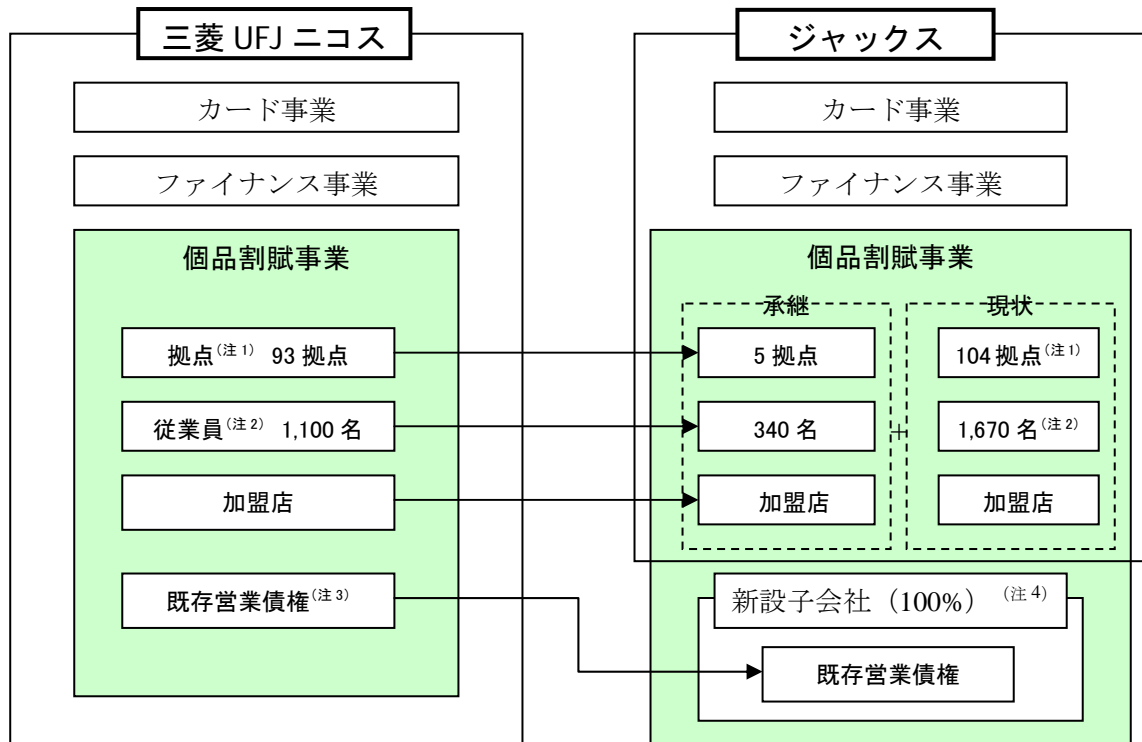 三菱 UFJ ニコス
カード事業
ファイナンス事業
個品割賦事業
拠点(注1) 93 拠点
従業員(注2) 1,100 名
加盟店
既存営業債権(注3)
ジャックス
カード事業
ファイナンス事業
個品割賦事業
承継
5 拠点
340 名
加盟店
+
現状
104 拠点(注1)
1,670 名(注2)
加盟店
新設子会社（100%）(注4)
既存営業債権